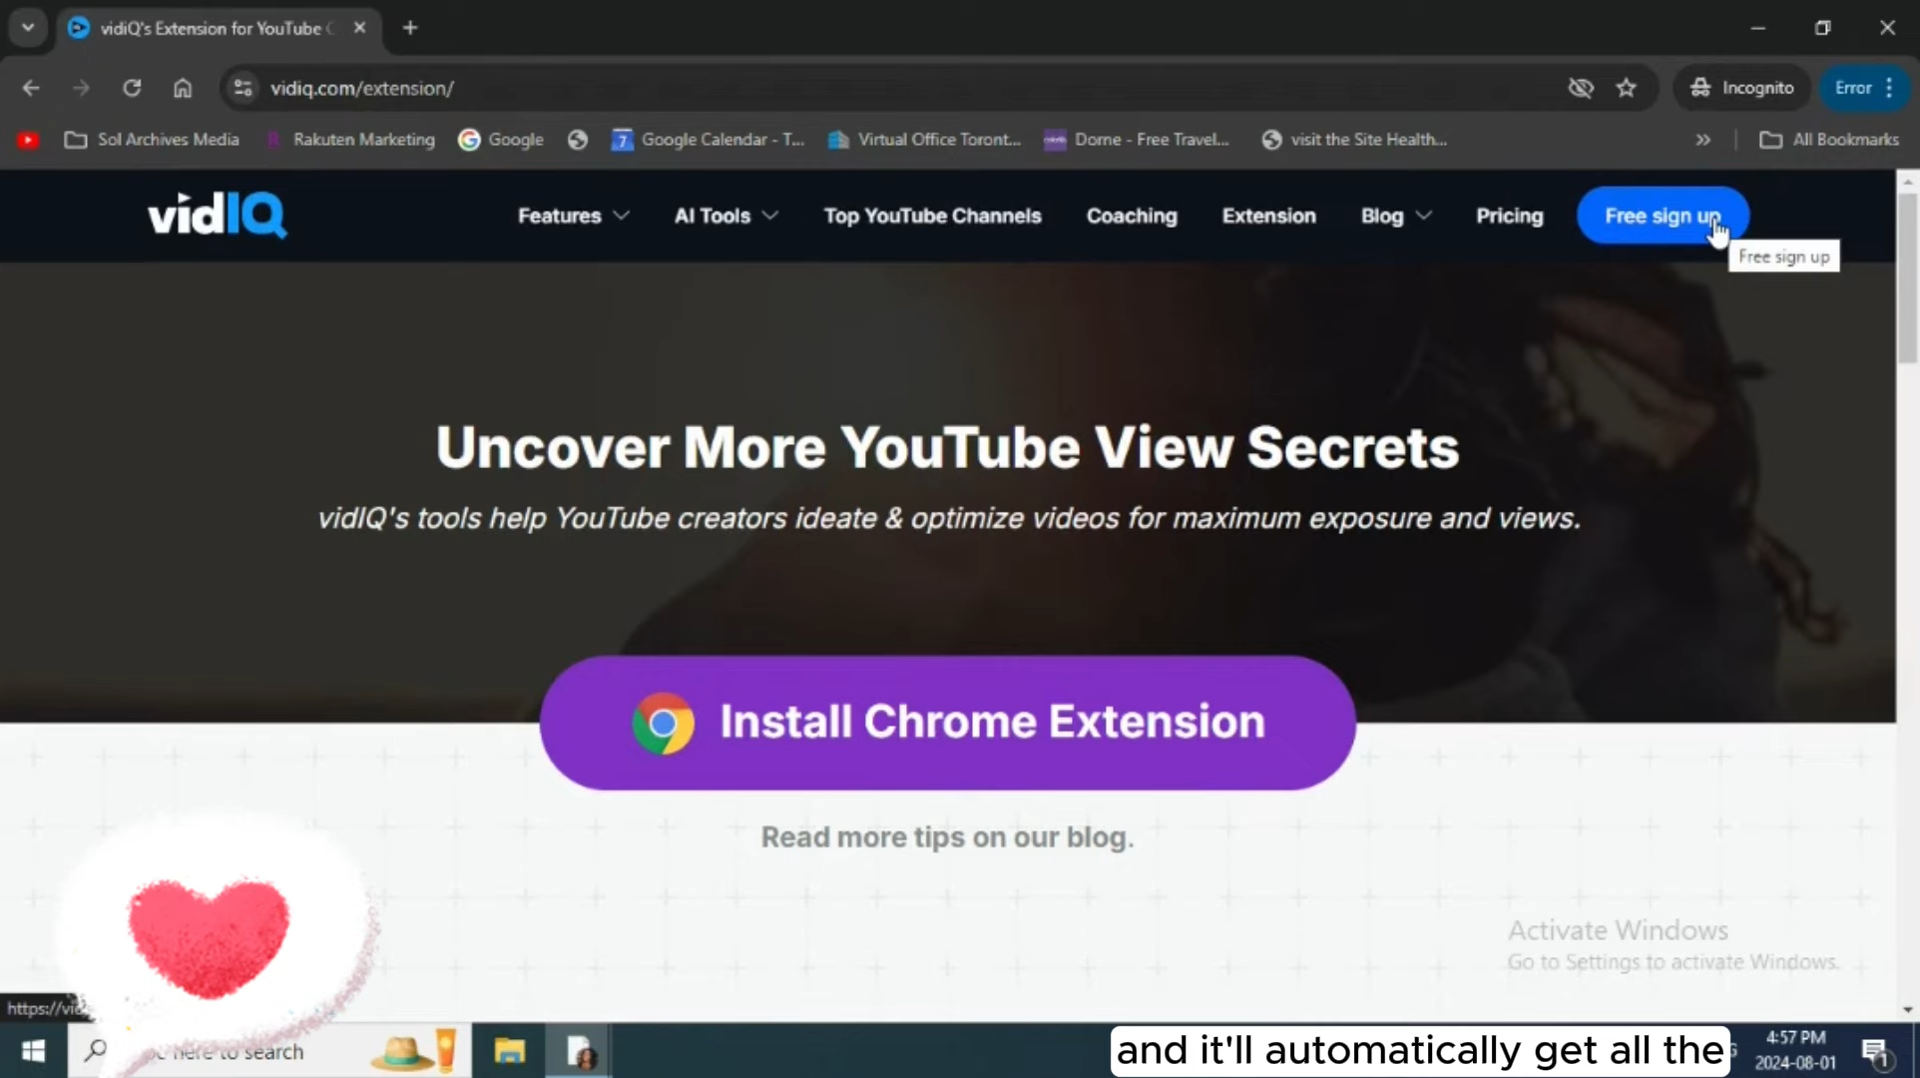 vidiQ's Extension for YouTube
vidiq.com/extension/
Incognito
Error
Sol Archives Media
Rakuten Marketing
Google
7
Google Calendar - T...
Virtual Office Toront...
Dorne - Free Travel...
visit the Site Health...
All Bookmarks
vidIQ
Features
AI Tools
Top YouTube Channels
Coaching
Extension
Blog
Pricing
Free sign up
Free sign up
Uncover More YouTube View Secrets
vidIQ's tools help YouTube creators ideate & optimize videos for maximum exposure and views.
Install Chrome Extension
Read more tips on our blog.
Activate Windows
Go to Settings to activate Windows.
https://vid
here to search
and it'll automatically get all the
4:57 PM
2024-08-01
1